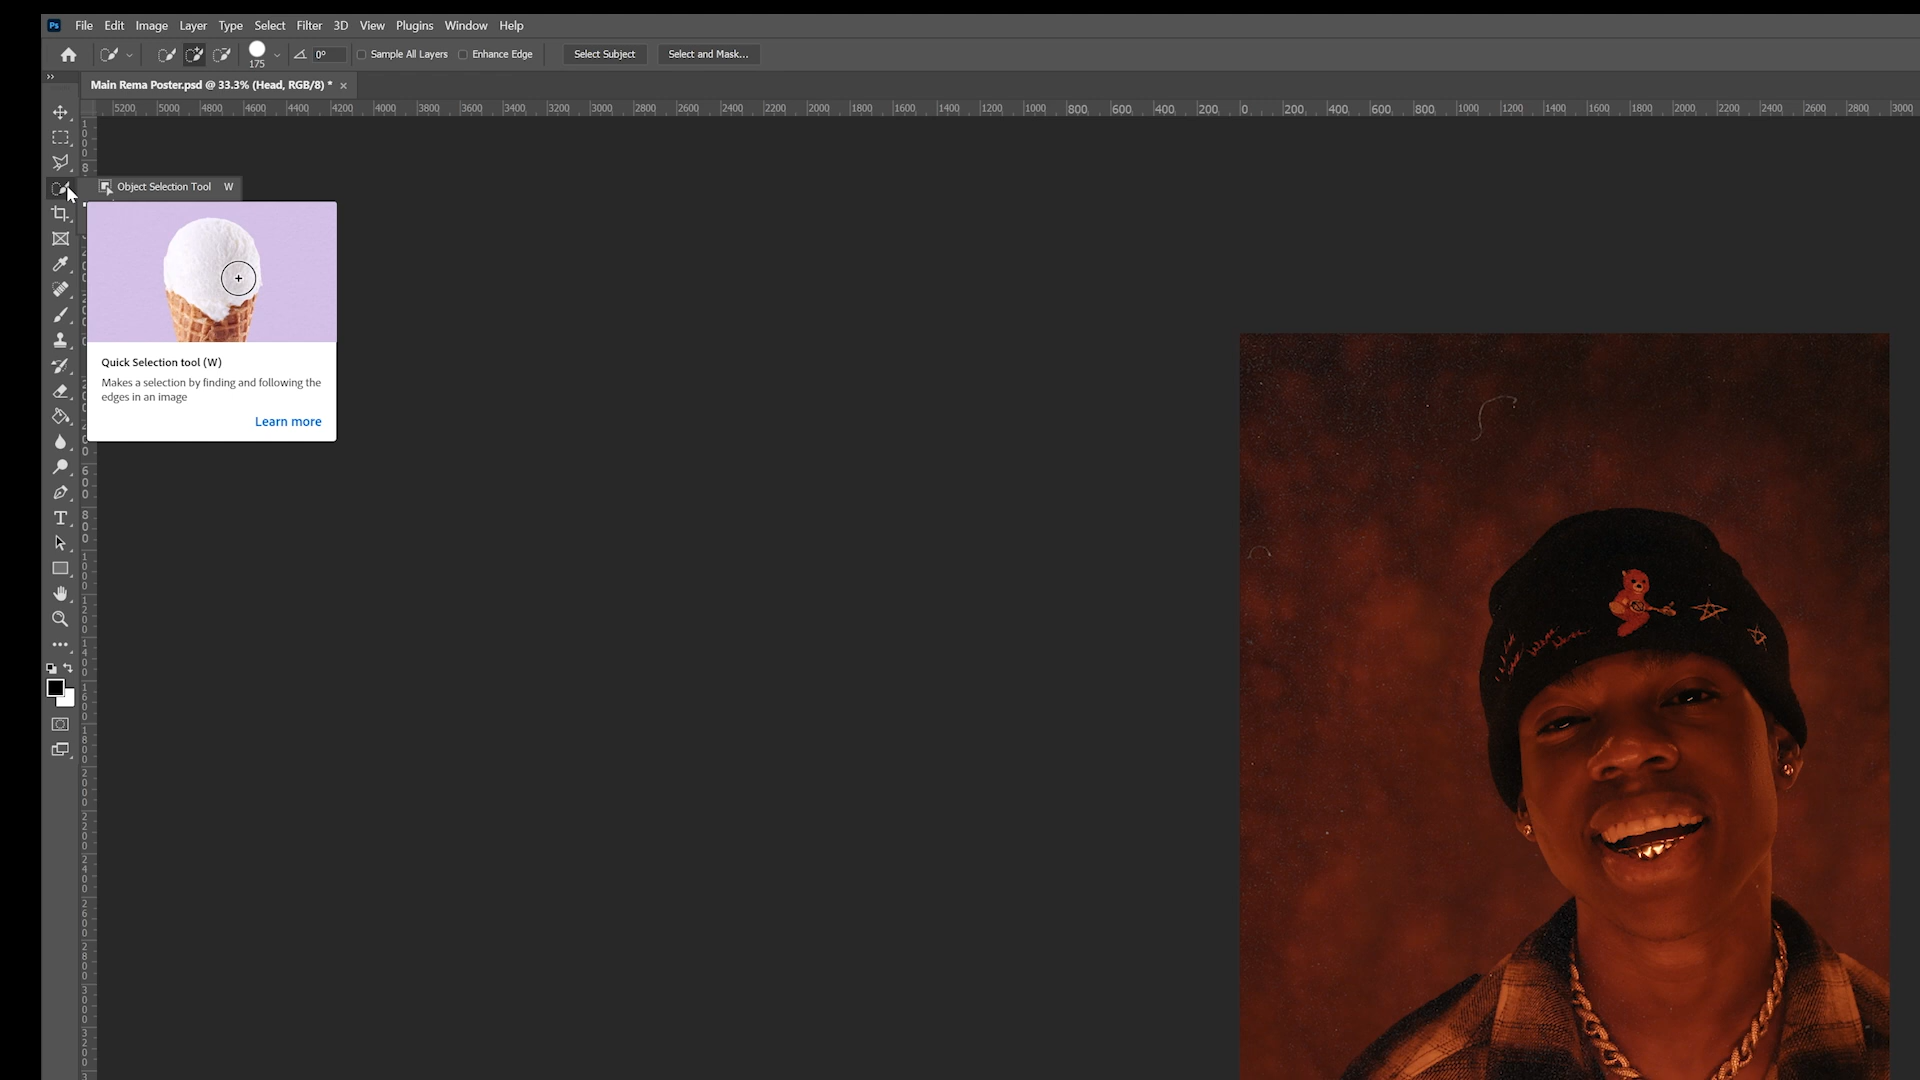 Ps File Edit Image Layer Type Select Filter 3D View Plugins Window Help
175 0° Sample All Layers Enhance Edge Select Subject Select and Mask...
Main Rema Poster.psd @ 33.3% (Head, RGB/8) * ×
5200 5000 4800 4600 4400 4200 4000 3800 3600 3400 3200 3000 2800 2600 2400 2200 2000 1800 1600 1400 1200 1000 800 600 400 200 0 200 400 600 800 1000 1200 1400 1600 1800 2000 2200 2400 2600 2800 3000
Object Selection Tool W
Quick Selection tool (W)
Makes a selection by finding and following the
edges in an image
Learn more